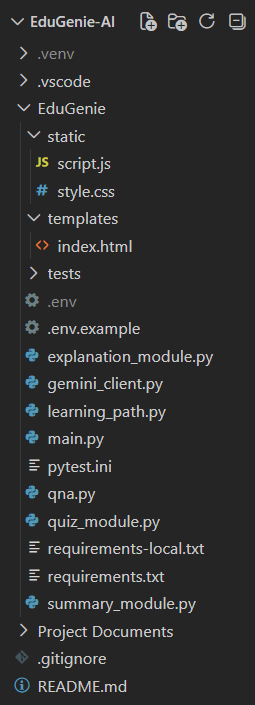 EduGenie-AI
.venv
.vscode
EduGenie
static
JS script.js
# style.css
templates
<> index.html
tests
.env
.env.example
explanation_module.py
gemini_client.py
learning_path.py
main.py
pytest.ini
qna.py
quiz_module.py
requirements-local.txt
requirements.txt
summary_module.py
Project Documents
.gitignore
README.md